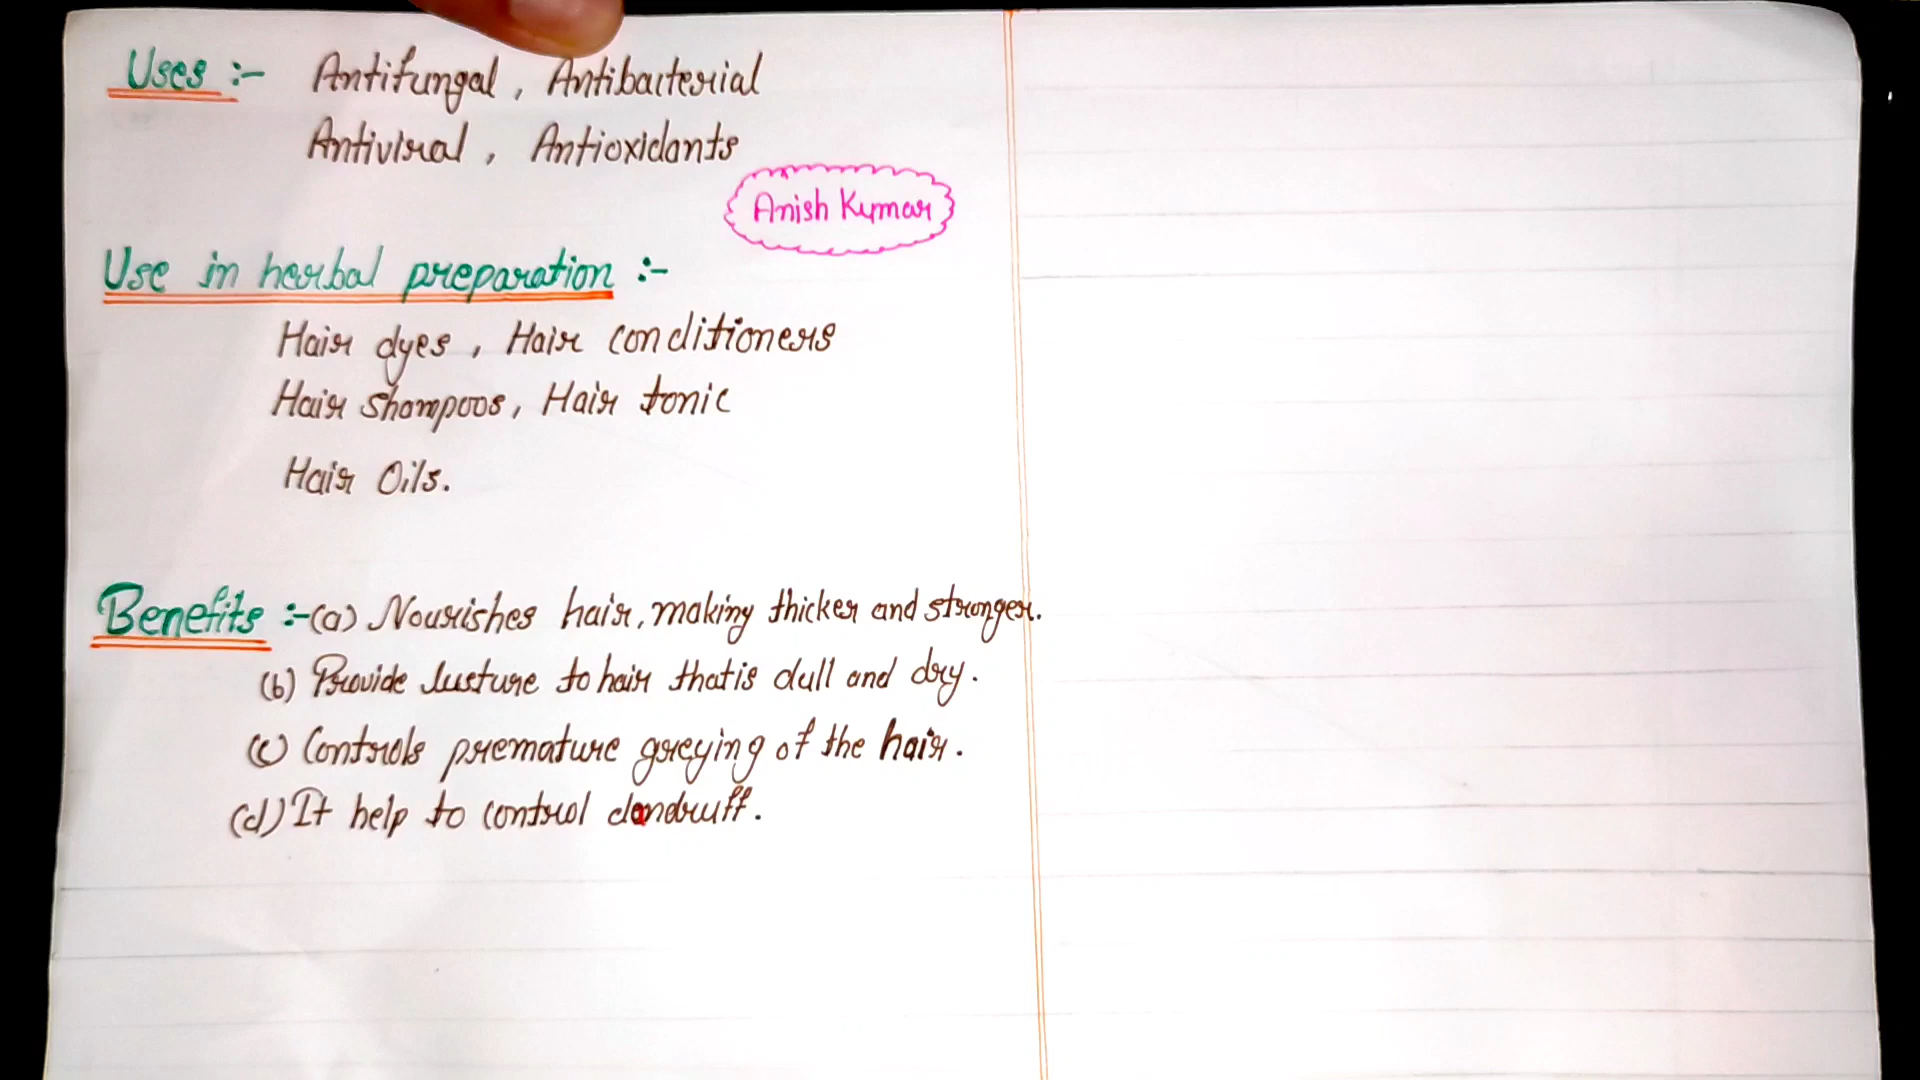 Uses :- Antifungal, Antibacterial
Antiviral, Antioxidants
Anish Kumar
Use in herbal preparation :-
Hair dyes, Hair conditioners
Hair shampoos, Hair tonic
Hair Oils.
Benefits :-(a) Nourishes hair, making thicker and stronger.
(b) Provide lusture to hair thatis dull and dry.
(c) Controls premature greying of the hair.
(d) It help to control dandruff.